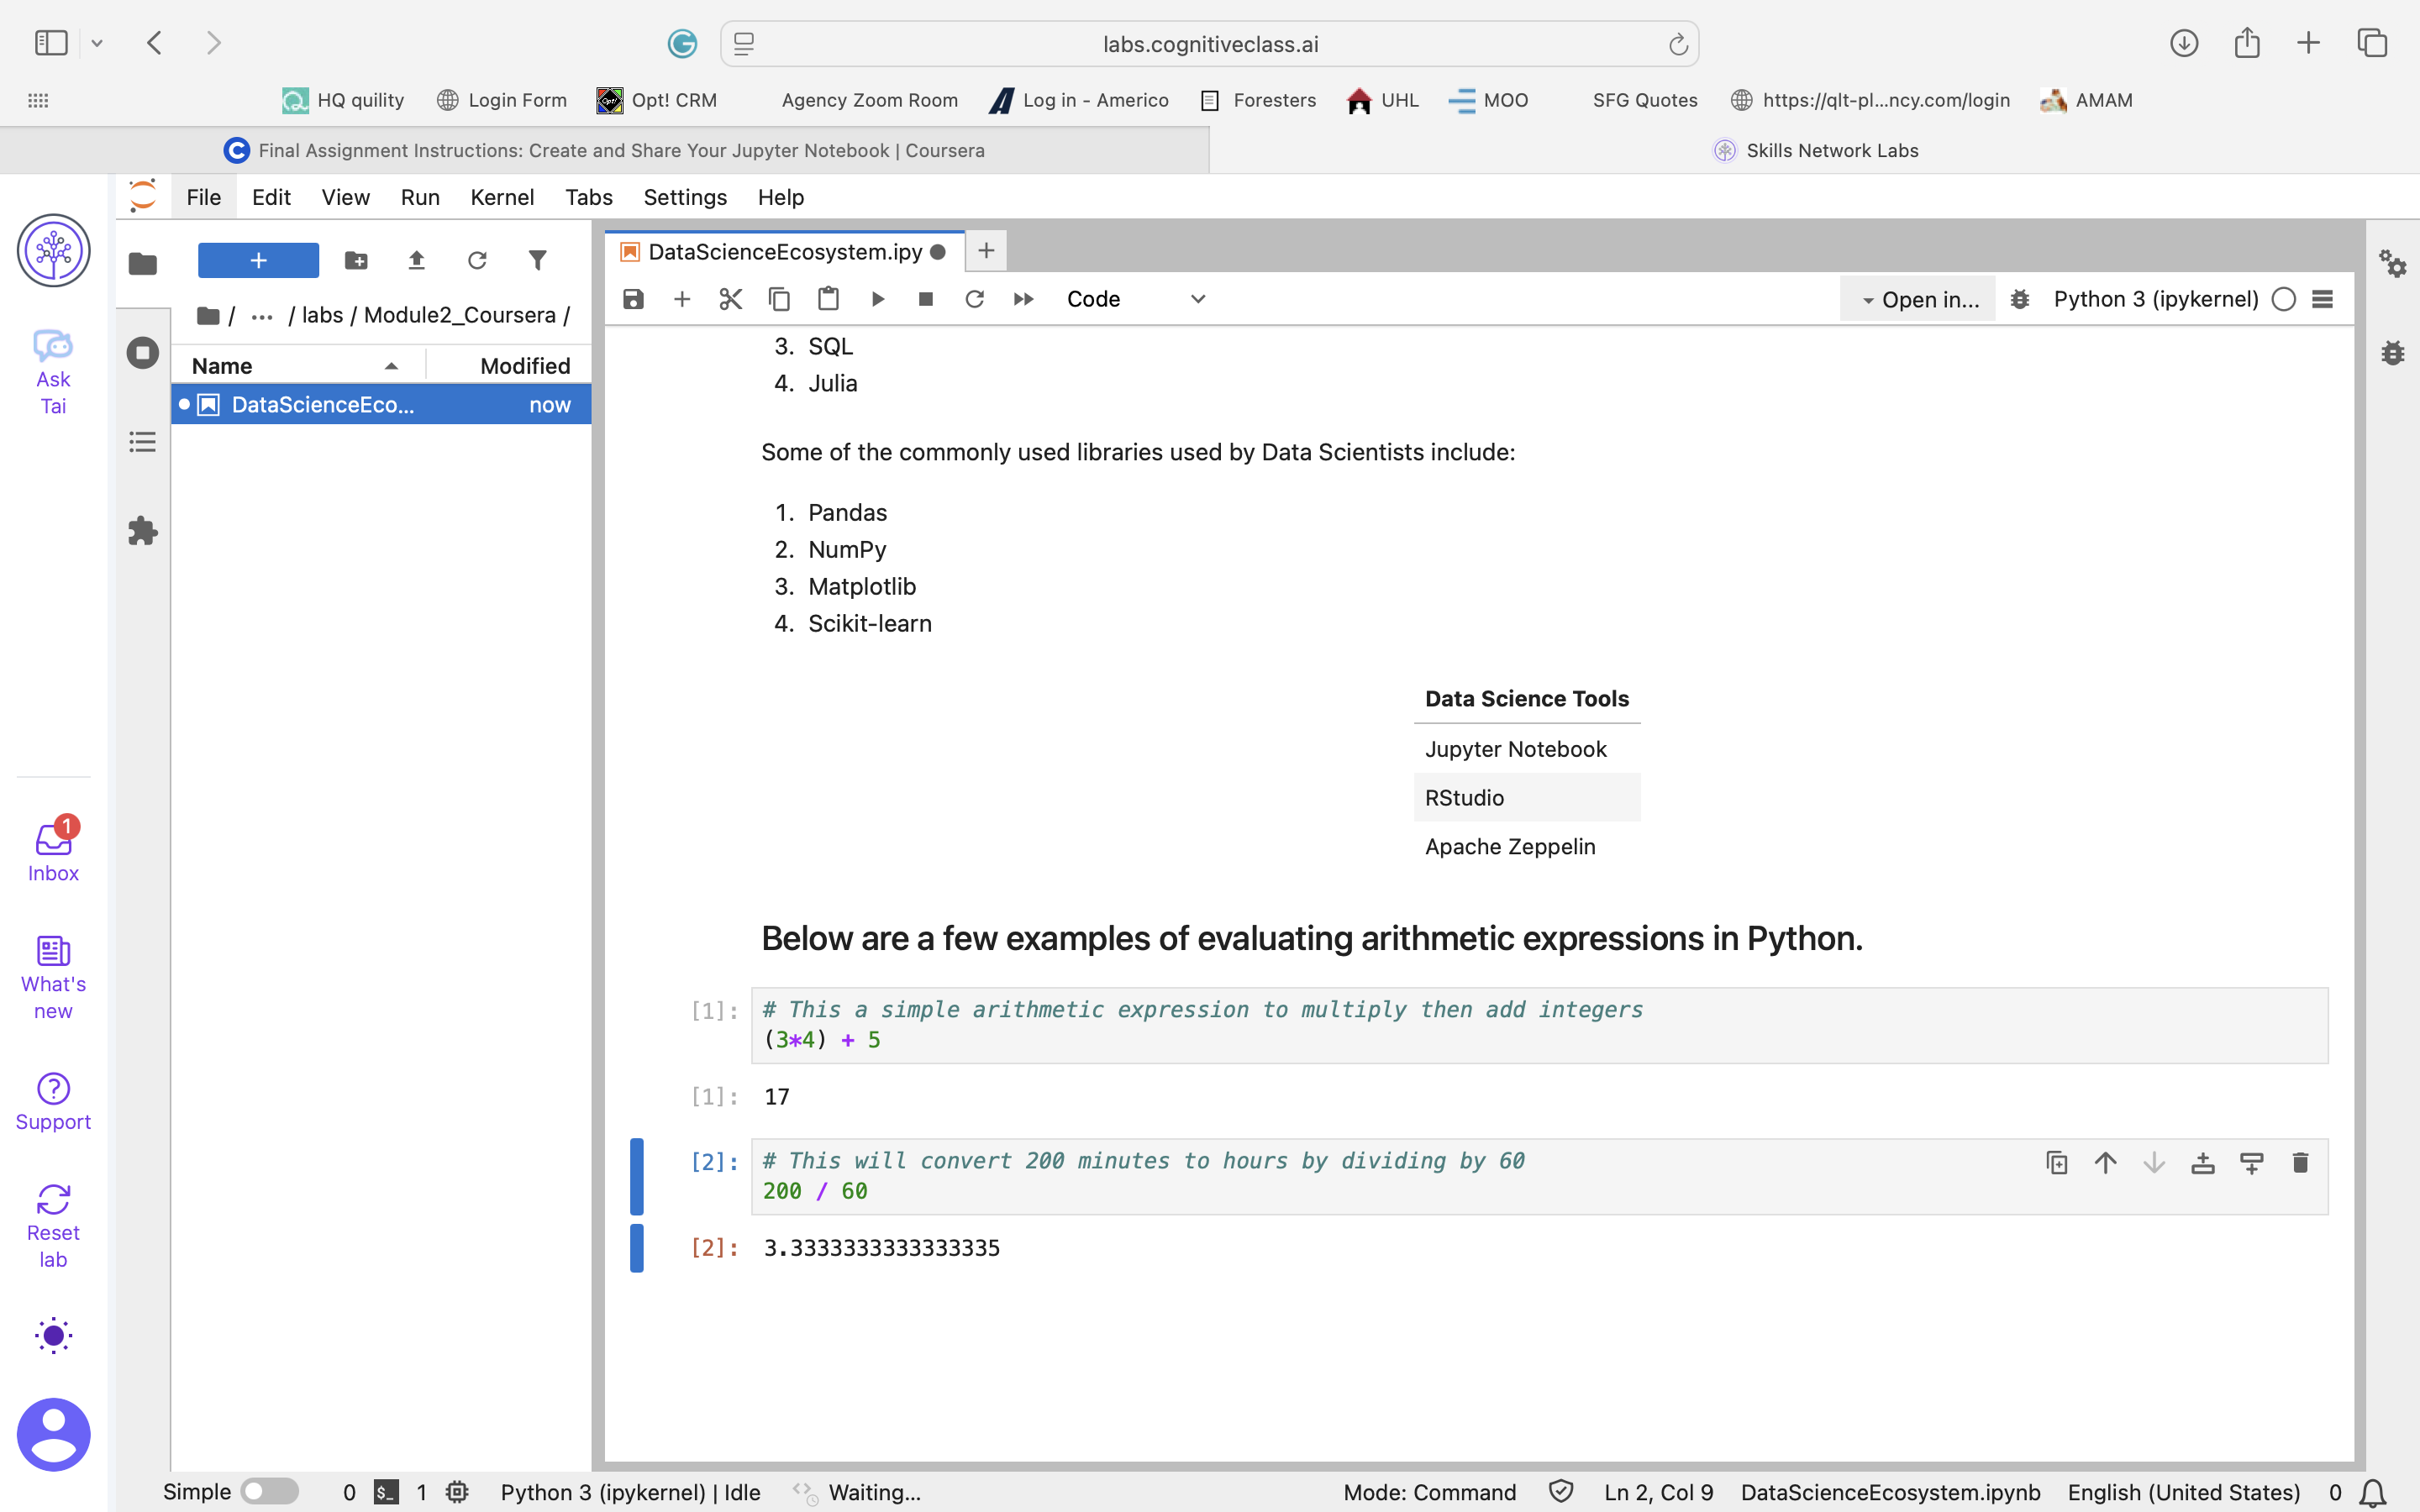 labs.cognitiveclass.ai
HQ quility
Login Form
Opt! CRM
Agency Zoom Room
Log in - Americo
Foresters
UHL
MOO
SFG Quotes
https://qlt-pl...ncy.com/login
AMAM
Final Assignment Instructions: Create and Share Your Jupyter Notebook | Coursera
Skills Network Labs
File Edit View Run Kernel Tabs Settings Help
Ask
Tai
Inbox
1
What's
new
Support
Reset
lab
/ ... / labs / Module2_Coursera /
Name Modified
DataScienceEco... now
DataScienceEcosystem.ipy
Code
Open in...
Python 3 (ipykernel)
3. SQL
4. Julia
Some of the commonly used libraries used by Data Scientists include:
1. Pandas
2. NumPy
3. Matplotlib
4. Scikit-learn
Data Science Tools
Jupyter Notebook
RStudio
Apache Zeppelin
Below are a few examples of evaluating arithmetic expressions in Python.
[1]: # This a simple arithmetic expression to multiply then add integers
(3*4) + 5
[1]: 17
[2]: # This will convert 200 minutes to hours by dividing by 60
200 / 60
[2]: 3.3333333333333335
Simple 0 $_ 1 Python 3 (ipykernel) | Idle Waiting... Mode: Command Ln 2, Col 9 DataScienceEcosystem.ipynb English (United States) 0